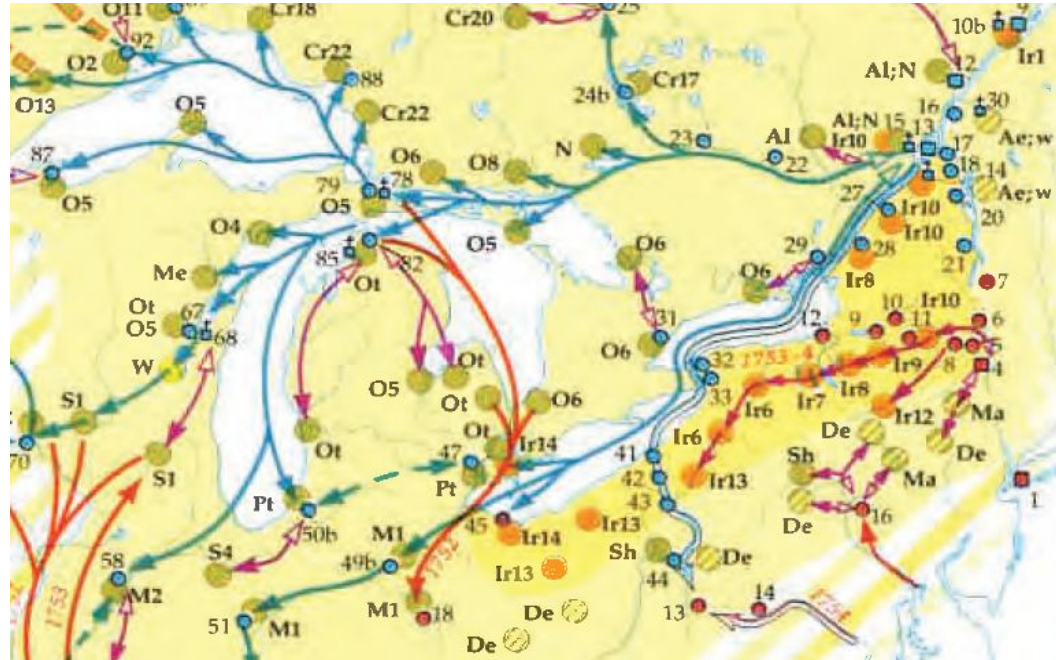 O11
92
O2
O13
Cr18
Cr22
88
Cr22
Cr20
25
24b
Cr17
10b
9
Ir1
12
Al;N
16
30
Al;N
15
13
Ir10
Ae;w
17
18
14
Ae;w
20
21
7
23
Al
22
27
N
O8
O6
O5
87
O5
79
78
O5
O4
85
82
Ot
Me
O5
Ot
O5
67
68
W
O6
29
O6
31
O6
28
Ir8
Ir10
Ir10
12
9
10
11
6
5
8
4
1753-4
32
33
Ir6
Ir7
Ir8
Ir9
Ir12
Ir6
Ir13
Ma
De
De
Ma
Sh
De
16
1
S1
70
S1
Ot
O5
Ot
Ot
O6
Ot
Ir14
47
Pt
41
42
43
Pt
50b
S4
45
Ir14
Ir13
Ir13
Sh
44
De
13
14
M1
49b
1752
M1
18
58
M2
1753
51
M1
De
De